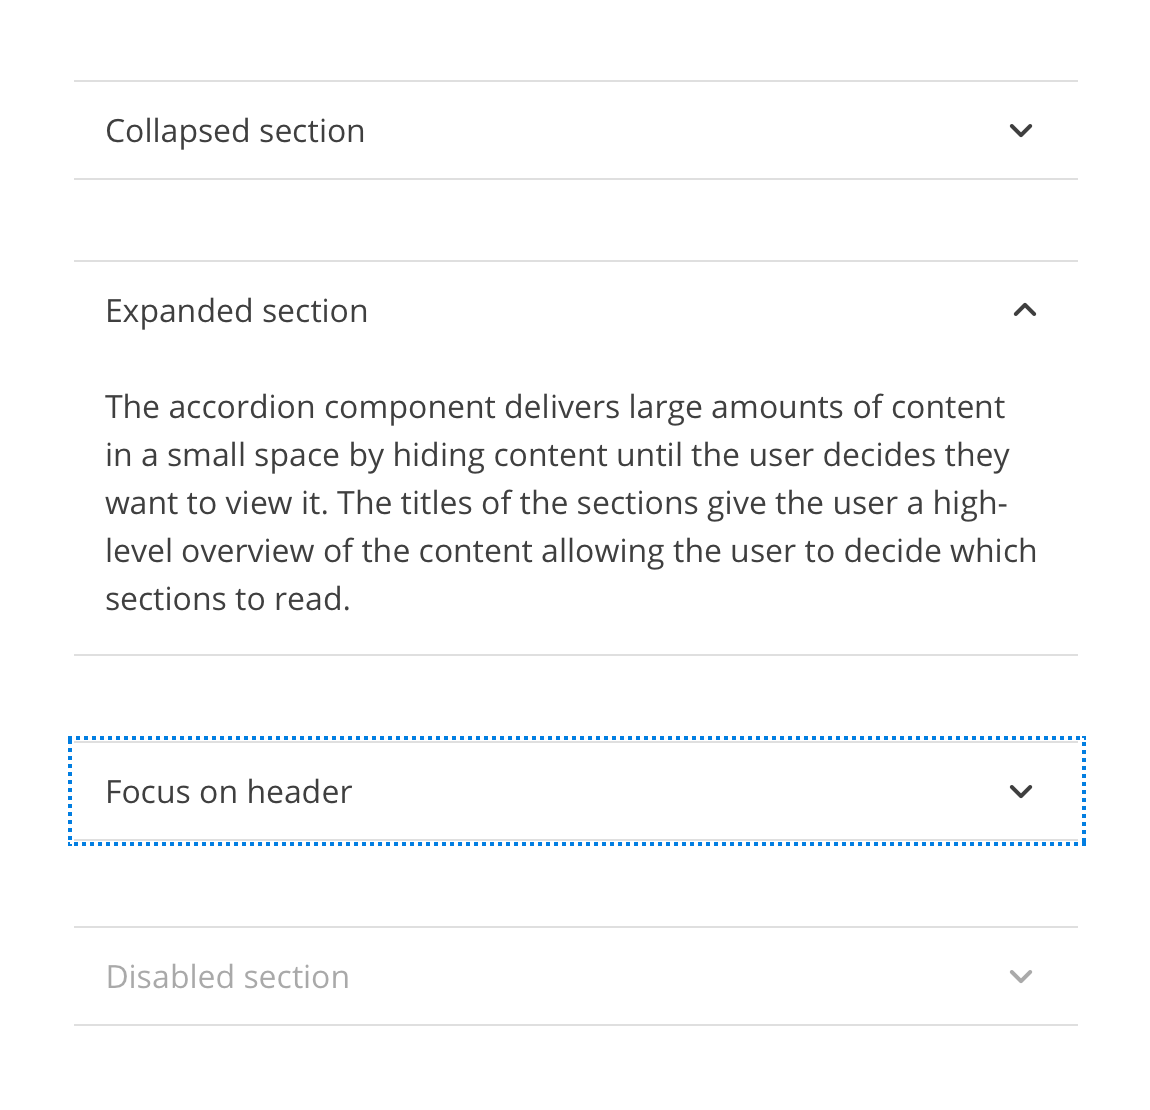 Collapsed section
Expanded section
The accordion component delivers large amounts of content
in a small space by hiding content until the user decides they
want to view it. The titles of the sections give the user a high-
level overview of the content allowing the user to decide which
sections to read.
Focus on header
Disabled section